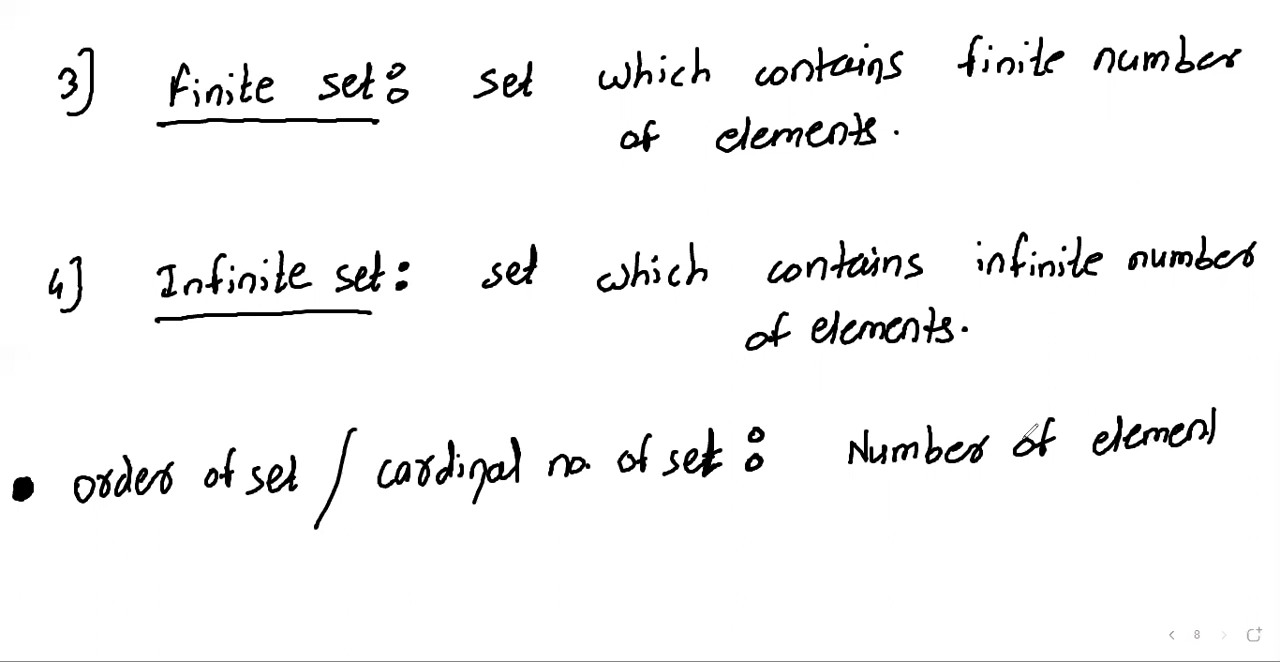 3] Finite set: set which contains finite number
of elements.
4] Infinite set: set which contains infinite number
of elements.
• order of set / cardinal no. of set: Number of element
< 8 >